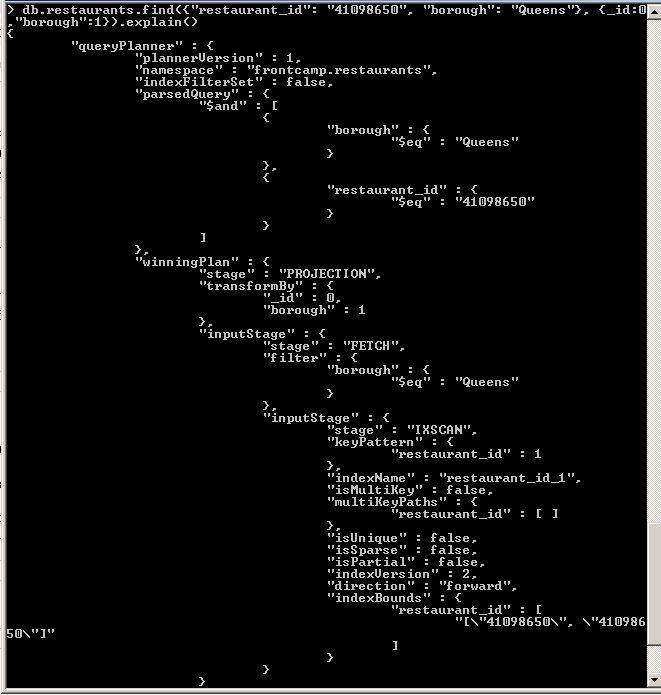 > db.restaurants.find({"restaurant_id": "41098650", "borough": "Queens"}, {_id:0
,"borough":1}).explain()
{
        "queryPlanner" : {
                "plannerVersion" : 1,
                "namespace" : "frontcamp.restaurants",
                "indexFilterSet" : false,
                "parsedQuery" : {
                        "$and" : [
                                {
                                        "borough" : {
                                                "$eq" : "Queens"
                                        }
                                },
                                {
                                        "restaurant_id" : {
                                                "$eq" : "41098650"
                                        }
                                }
                        ]
                },
                "winningPlan" : {
                        "stage" : "PROJECTION",
                        "transformBy" : {
                                "_id" : 0,
                                "borough" : 1
                        },
                        "inputStage" : {
                                "stage" : "FETCH",
                                "filter" : {
                                        "borough" : {
                                                "$eq" : "Queens"
                                        }
                                },
                                "inputStage" : {
                                        "stage" : "IXSCAN",
                                        "keyPattern" : {
                                                "restaurant_id" : 1
                                        },
                                        "indexName" : "restaurant_id_1",
                                        "isMultiKey" : false,
                                        "multiKeyPaths" : {
                                                "restaurant_id" : [ ]
                                        },
                                        "isUnique" : false,
                                        "isSparse" : false,
                                        "isPartial" : false,
                                        "indexVersion" : 2,
                                        "direction" : "forward",
                                        "indexBounds" : {
                                                "restaurant_id" : [
                                                        "[\"41098650\", \"410986
50\"]"
                                                ]
                                        }
                                }
                        }